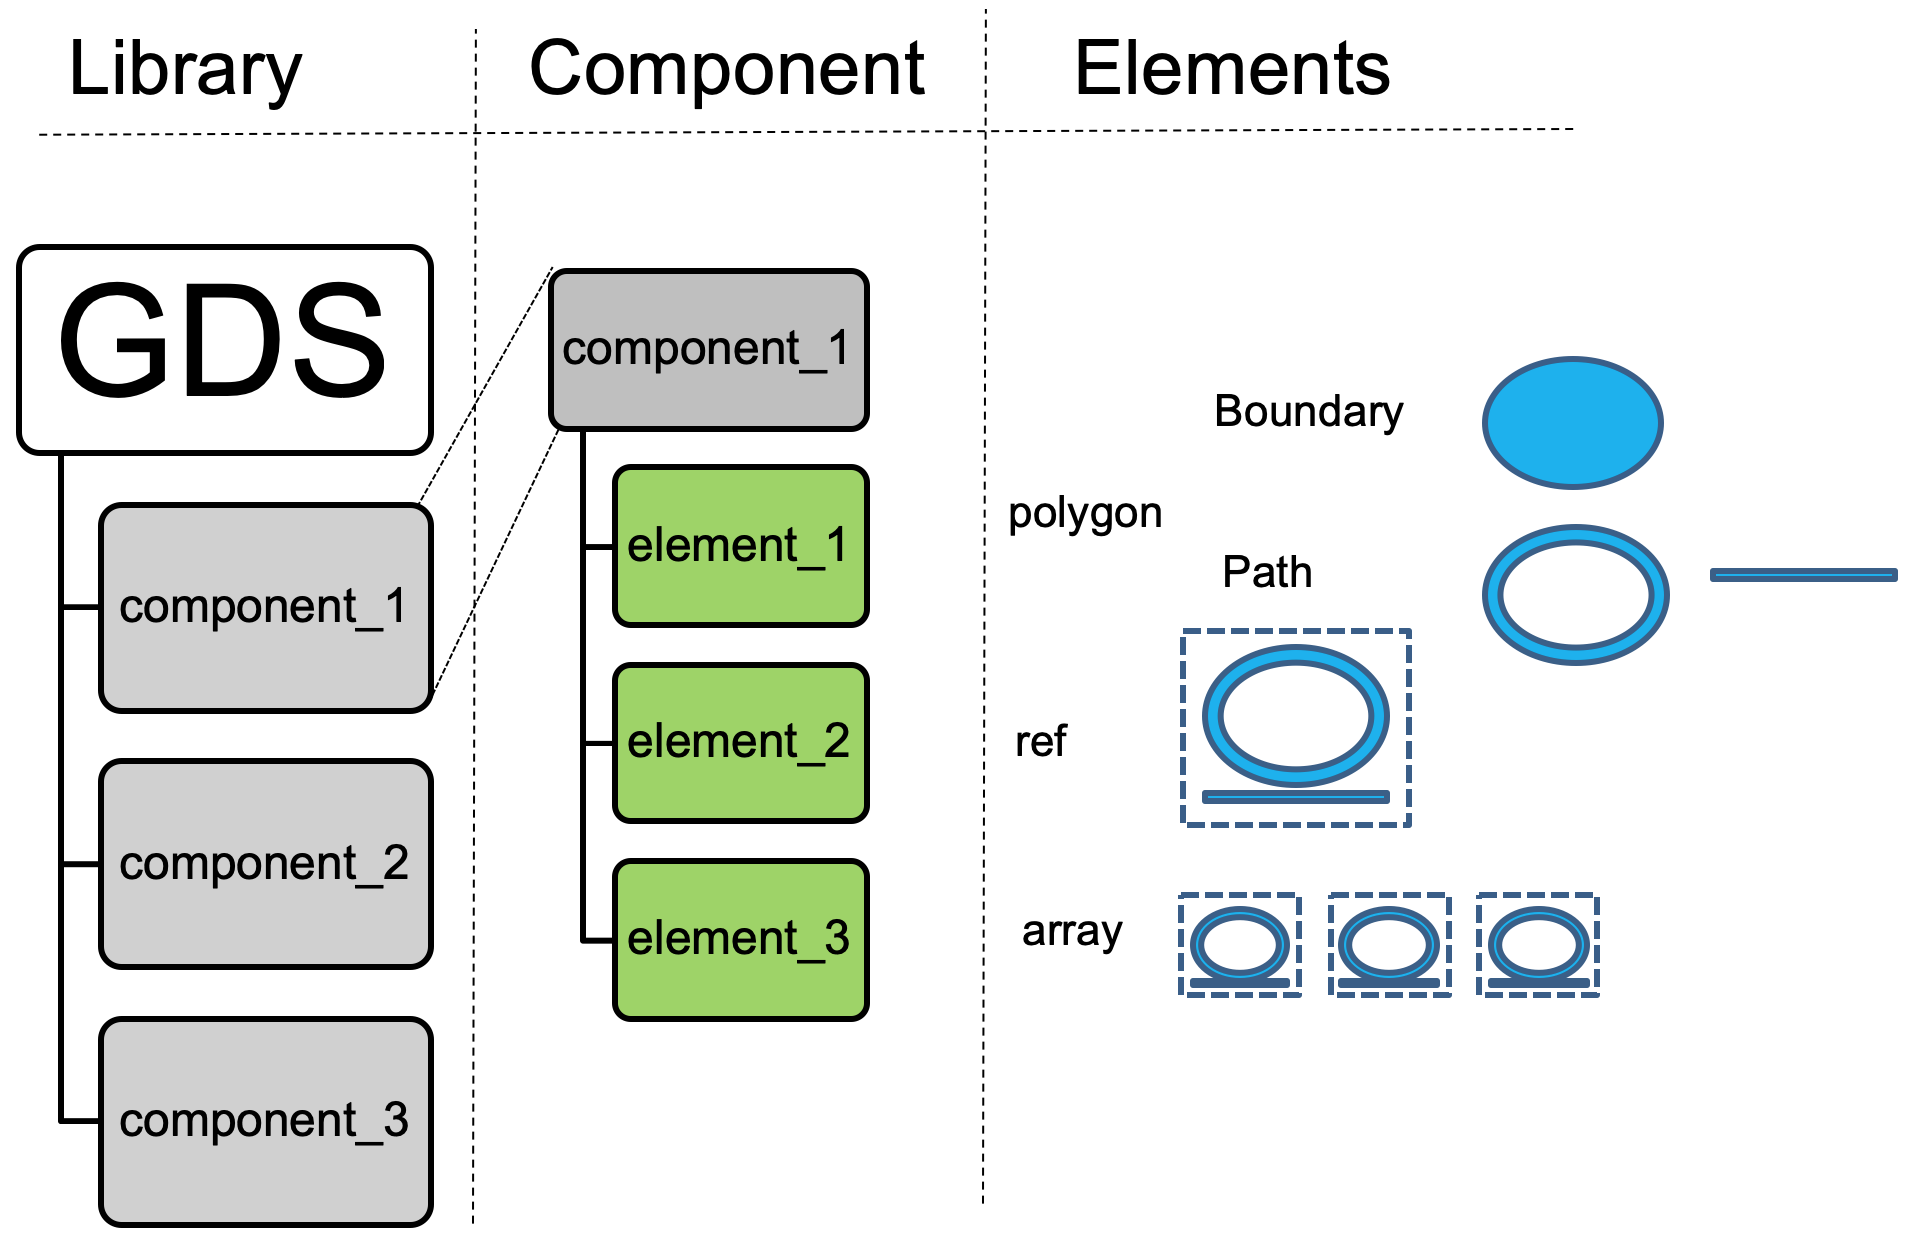 Library
Component
Elements
GDS
component_1
component_2
component_3
component_1
element_1
element_2
element_3
Boundary
polygon
Path
ref
array